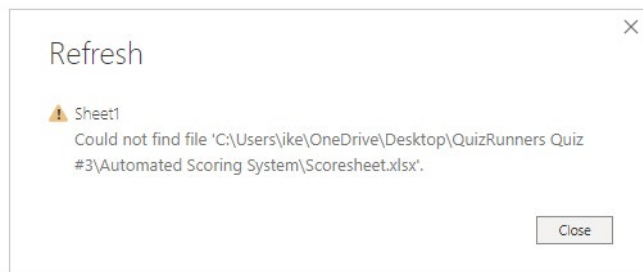 Refresh
Sheet1
Could not find file 'C:\Users\ike\OneDrive\Desktop\QuizRunners Quiz
#3\Automated Scoring System\Scoresheet.xlsx'.
Close